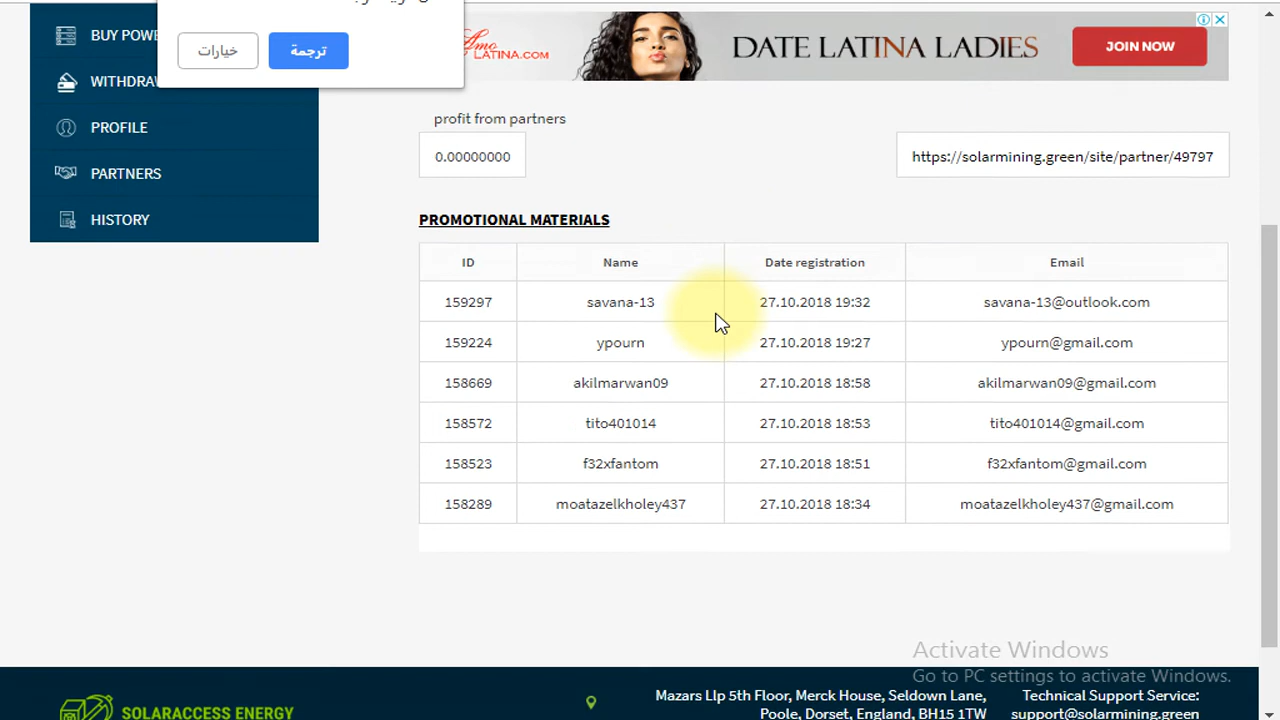 BUY POWE
خيارات
ترجمة
Amo
LATINA.COM
DATE LATINA LADIES
JOIN NOW
WITHDRAW
PROFILE
PARTNERS
HISTORY
profit from partners
0.00000000
https://solarmining.green/site/partner/49797
PROMOTIONAL MATERIALS
ID Name Date registration Email
159297 savana-13 27.10.2018 19:32 savana-13@outlook.com
159224 ypourn 27.10.2018 19:27 ypourn@gmail.com
158669 akilmarwan09 27.10.2018 18:58 akilmarwan09@gmail.com
158572 tito401014 27.10.2018 18:53 tito401014@gmail.com
158523 f32xfantom 27.10.2018 18:51 f32xfantom@gmail.com
158289 moatazelkholey437 27.10.2018 18:34 moatazelkholey437@gmail.com
Activate Windows
Go to PC settings to activate Windows.
SOLARACCESS ENERGY
Mazars Llp 5th Floor, Merck House, Seldown Lane,
Poole, Dorset, England, BH15 1TW
Technical Support Service:
support@solarmining.green